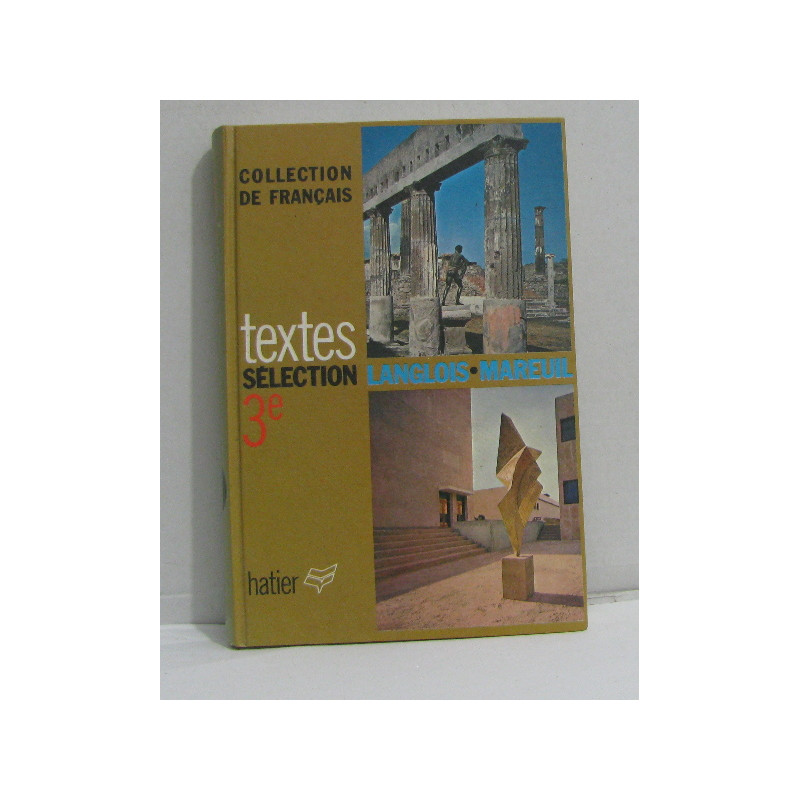 COLLECTION
DE FRANÇAIS
textes
SÉLECTION LANGLOIS•MAREUIL
3e
hatier